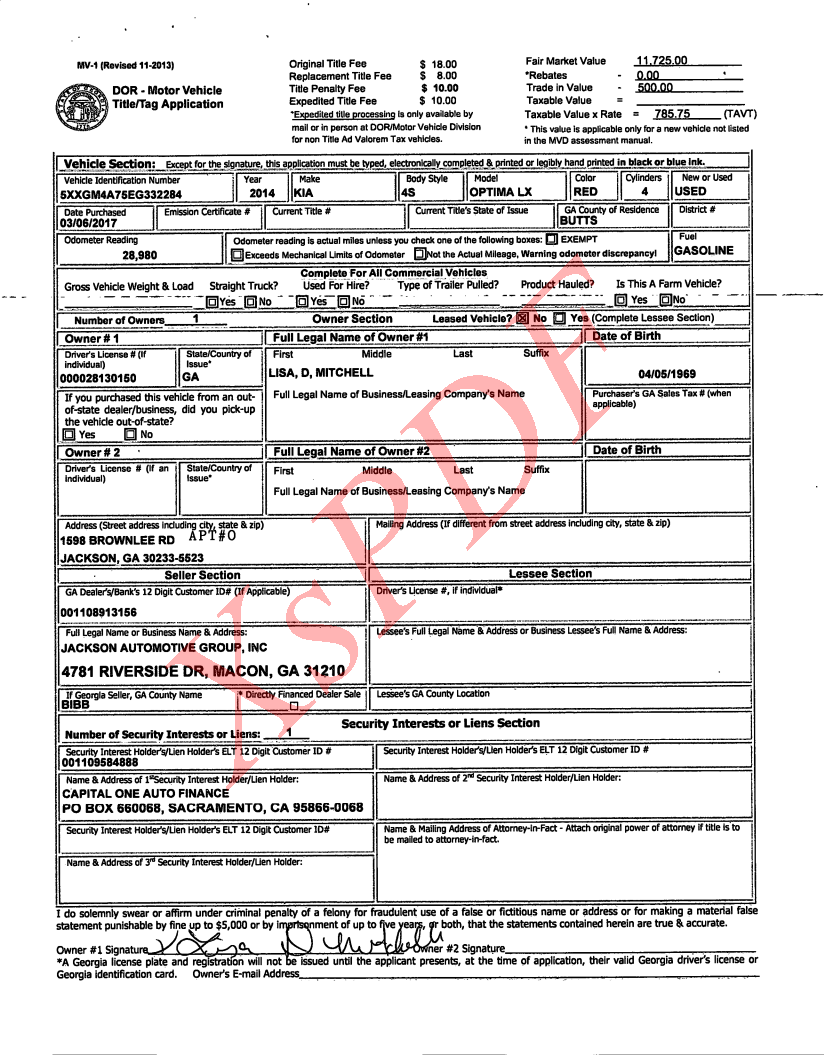 MV-1 (Revised 11-2013)
DOR - Motor Vehicle
Title/Tag Application
Original Title Fee $ 18.00
Replacement Title Fee $ 8.00
Title Penalty Fee $ 10.00
Expedited Title Fee $ 10.00
*Expedited title processing is only available by
mail or in person at DOR/Motor Vehicle Division
for non Title Ad Valorem Tax vehicles.
Fair Market Value 11,725.00
*Rebates - 0.00
Trade in Value - 500.00
Taxable Value =
Taxable Value x Rate = 785.75 (TAVT)
* This value is applicable only for a new vehicle not listed
in the MVD assessment manual.
Vehicle Section: Except for the signature, this application must be typed, electronically completed & printed or legibly hand printed in black or blue ink.
Vehicle Identification Number Year Make Body Style Model Color Cylinders New or Used
5XXGM4A75EG332284 2014 KIA 4S OPTIMA LX RED 4 USED
Date Purchased Emission Certificate # Current Title # Current Title's State of Issue GA County of Residence District #
03/06/2017 BUTTS
Odometer Reading Odometer reading is actual miles unless you check one of the following boxes: EXEMPT Fuel
28,980 Exceeds Mechanical Limits of Odometer Not the Actual Mileage, Warning odometer discrepancy! GASOLINE
Complete For All Commercial Vehicles
Gross Vehicle Weight & Load Straight Truck? Used For Hire? Type of Trailer Pulled? Product Hauled? Is This A Farm Vehicle?
Yes No Yes No Yes No
Number of Owners 1 Owner Section Leased Vehicle? No Yes (Complete Lessee Section)
Owner # 1 Full Legal Name of Owner #1 Date of Birth
Driver's License # (If individual) State/Country of Issue* First Middle Last Suffix
000028130150 GA LISA, D, MITCHELL 04/05/1969
If you purchased this vehicle from an out-of-state dealer/business, did you pick-up the vehicle out-of-state?
Yes No
Full Legal Name of Business/Leasing Company's Name
Purchaser's GA Sales Tax # (when applicable)
Owner # 2 Full Legal Name of Owner #2 Date of Birth
Driver's License # (If an individual) State/Country of Issue* First Middle Last Suffix
Full Legal Name of Business/Leasing Company's Name
Address (Street address including city, state & zip) Mailing Address (If different from street address including city, state & zip)
1598 BROWNLEE RD APT#O
JACKSON, GA 30233-5523
Seller Section Lessee Section
GA Dealer's/Bank's 12 Digit Customer ID# (If Applicable) Driver's License #, if individual*
001108913156
Full Legal Name or Business Name & Address: Lessee's Full Legal Name & Address or Business Lessee's Full Name & Address:
JACKSON AUTOMOTIVE GROUP, INC
4781 RIVERSIDE DR, MACON, GA 31210
If Georgia Seller, GA County Name * Directly Financed Dealer Sale Lessee's GA County Location
BIBB
Security Interests or Liens Section
Number of Security Interests or Liens: 1
Security Interest Holder's/Lien Holder's ELT 12 Digit Customer ID # Security Interest Holder's/Lien Holder's ELT 12 Digit Customer ID #
001109584888
Name & Address of 1st Security Interest Holder/Lien Holder: Name & Address of 2nd Security Interest Holder/Lien Holder:
CAPITAL ONE AUTO FINANCE
PO BOX 660068, SACRAMENTO, CA 95866-0068
Security Interest Holder's/Lien Holder's ELT 12 Digit Customer ID# Name & Mailing Address of Attorney-in-Fact - Attach original power of attorney if title is to
be mailed to attorney-in-fact.
Name & Address of 3rd Security Interest Holder/Lien Holder:
I do solemnly swear or affirm under criminal penalty of a felony for fraudulent use of a false or fictitious name or address or for making a material false
statement punishable by fine up to $5,000 or by imprisonment of up to five years, or both, that the statements contained herein are true & accurate.
Owner #1 Signature X Lisa D Mitchell Owner #2 Signature
*A Georgia license plate and registration will not be issued until the applicant presents, at the time of application, their valid Georgia driver's license or
Georgia identification card. Owner's E-mail Address
XsPDF